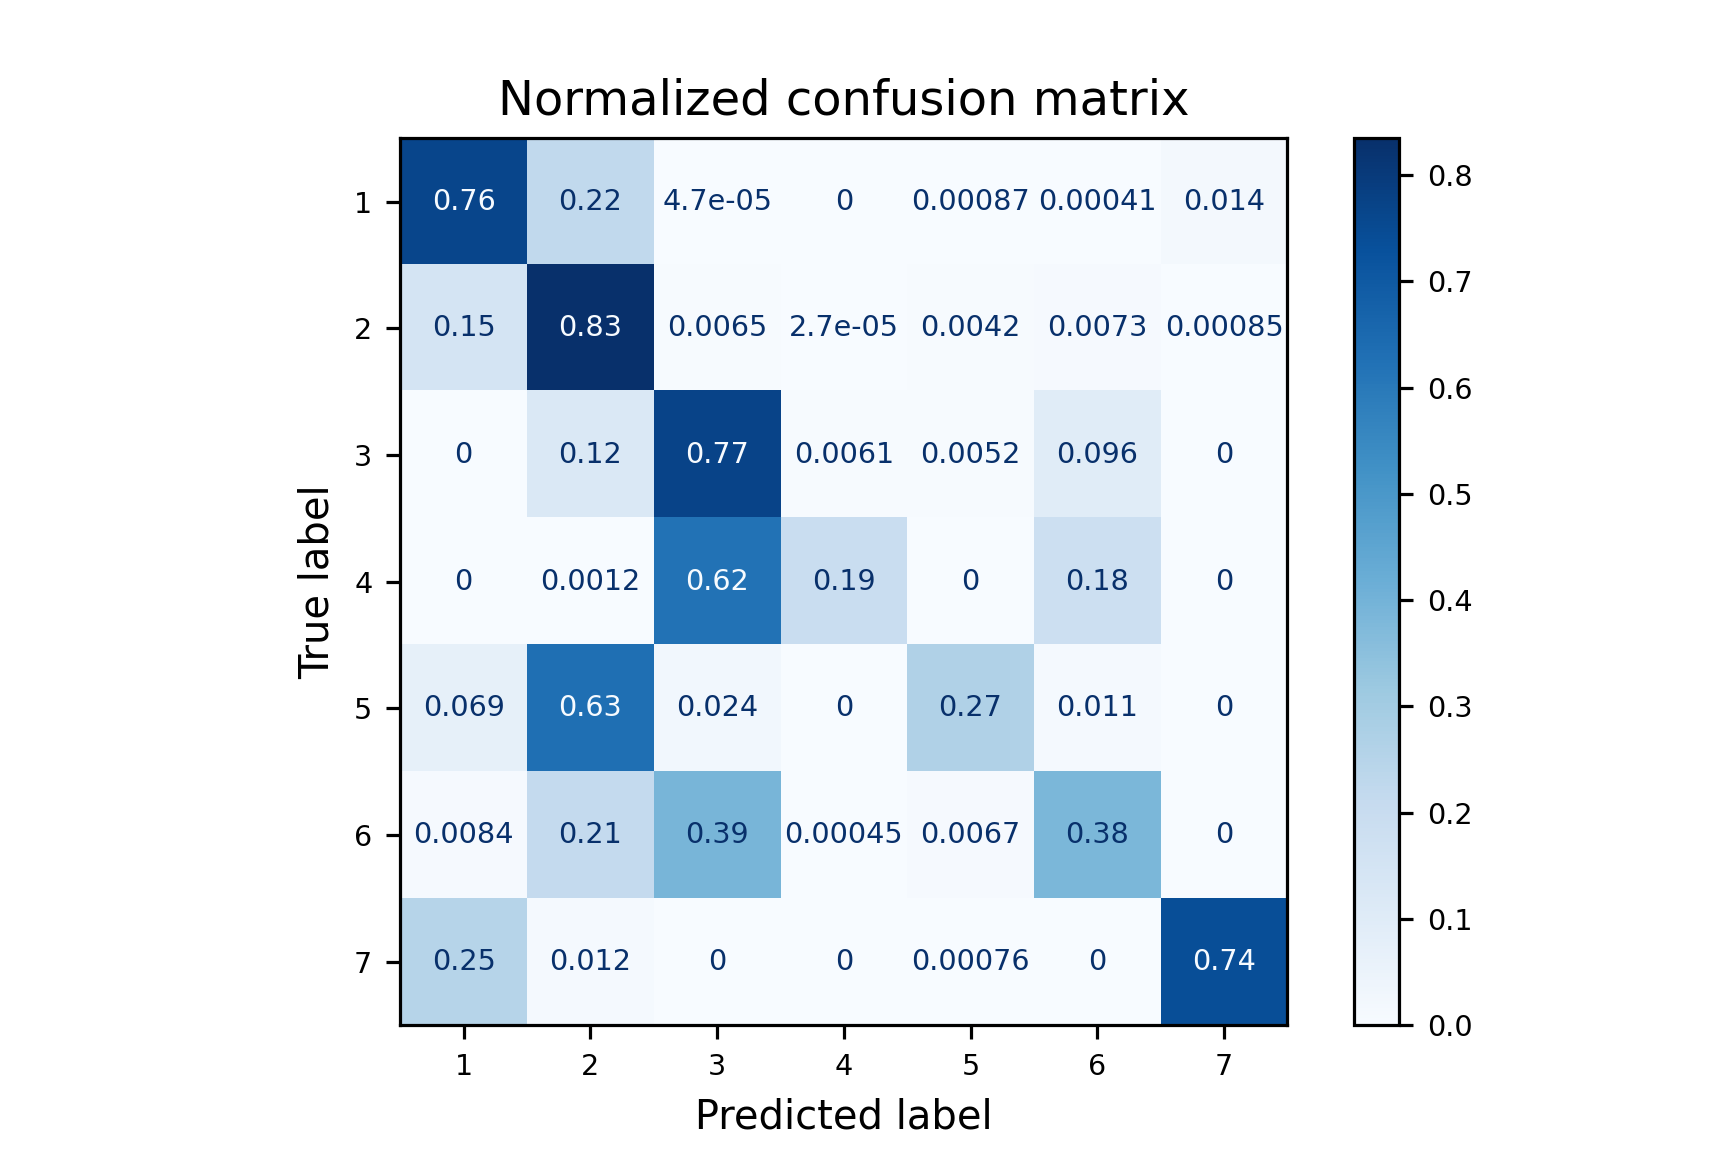 Normalized confusion matrix
1 0.76 0.22 4.7e-05 0 0.00087 0.00041 0.014
2 0.15 0.83 0.0065 2.7e-05 0.0042 0.0073 0.00085
3 0 0.12 0.77 0.0061 0.0052 0.096 0
4 0 0.0012 0.62 0.19 0 0.18 0
5 0.069 0.63 0.024 0 0.27 0.011 0
6 0.0084 0.21 0.39 0.00045 0.0067 0.38 0
7 0.25 0.012 0 0 0.00076 0 0.74
1 2 3 4 5 6 7
Predicted label
True label
0.8
0.7
0.6
0.5
0.4
0.3
0.2
0.1
0.0